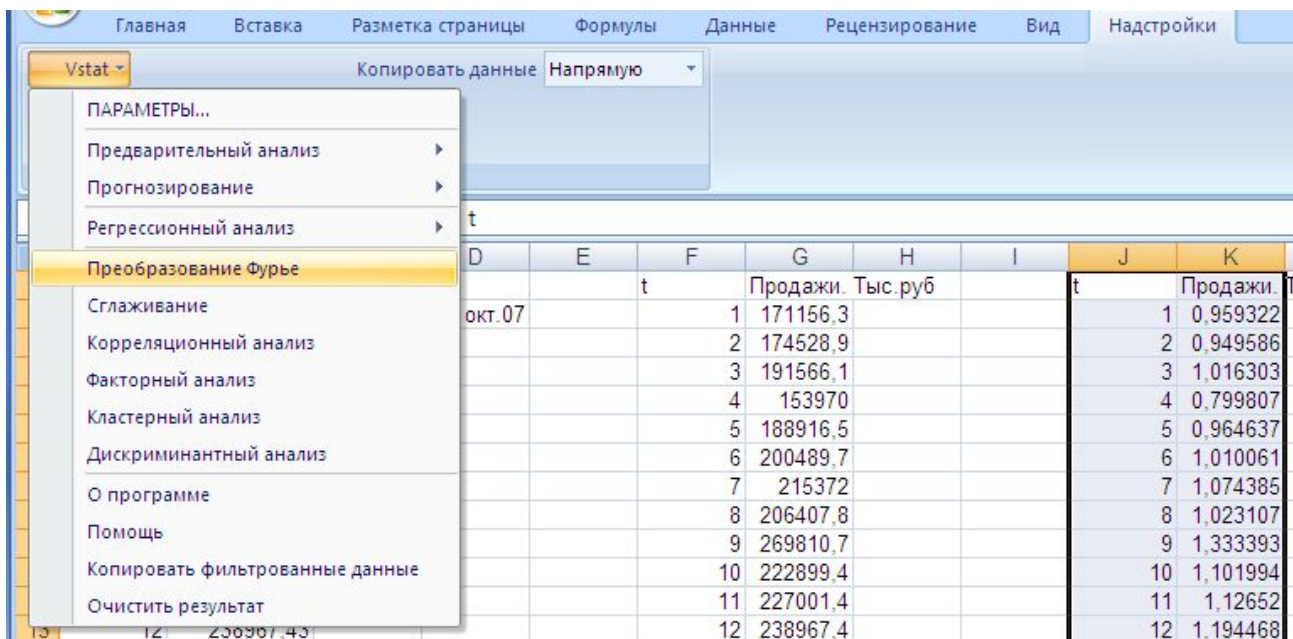 Главная Вставка Разметка страницы Формулы Данные Рецензирование Вид Надстройки
Vstat Копировать данные Напрямую
ПАРАМЕТРЫ...
Предварительный анализ
Прогнозирование
Регрессионный анализ
Преобразование Фурье
Сглаживание
Корреляционный анализ
Факторный анализ
Кластерный анализ
Дискриминантный анализ
О программе
Помощь
Копировать фильтрованные данные
Очистить результат
t
D E F G H I J K
t Продажи. Тыс.руб t Продажи.
окт.07 1 171156,3 1 0,959322
2 174528,9 2 0,949586
3 191566,1 3 1,016303
4 153970 4 0,799807
5 188916,5 5 0,964637
6 200489,7 6 1,010061
7 215372 7 1,074385
8 206407,8 8 1,023107
9 269810,7 9 1,333393
10 222899,4 10 1,101994
11 227001,4 11 1,12652
13 12 238967,43 12 238967,4 12 1,194468